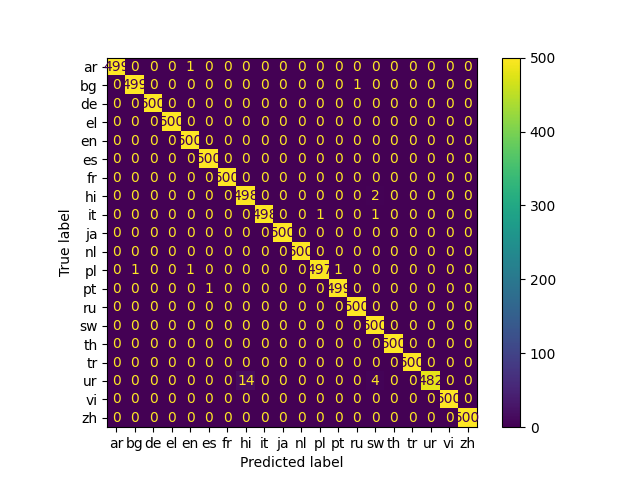 ar 499 0 0 0 1 0 0 0 0 0 0 0 0 0 0 0 0 0 0 0
bg 0 499 0 0 0 0 0 0 0 0 0 0 0 1 0 0 0 0 0 0
de 0 0 500 0 0 0 0 0 0 0 0 0 0 0 0 0 0 0 0 0
el 0 0 0 500 0 0 0 0 0 0 0 0 0 0 0 0 0 0 0 0
en 0 0 0 0 500 0 0 0 0 0 0 0 0 0 0 0 0 0 0 0
es 0 0 0 0 0 500 0 0 0 0 0 0 0 0 0 0 0 0 0 0
fr 0 0 0 0 0 0 500 0 0 0 0 0 0 0 0 0 0 0 0 0
hi 0 0 0 0 0 0 0 498 0 0 0 0 0 0 2 0 0 0 0 0
it 0 0 0 0 0 0 0 0 498 0 0 1 0 0 1 0 0 0 0 0
ja 0 0 0 0 0 0 0 0 0 500 0 0 0 0 0 0 0 0 0 0
nl 0 0 0 0 0 0 0 0 0 0 500 0 0 0 0 0 0 0 0 0
pl 0 1 0 0 1 0 0 0 0 0 0 497 1 0 0 0 0 0 0 0
pt 0 0 0 0 0 1 0 0 0 0 0 0 499 0 0 0 0 0 0 0
ru 0 0 0 0 0 0 0 0 0 0 0 0 0 500 0 0 0 0 0 0
sw 0 0 0 0 0 0 0 0 0 0 0 0 0 0 500 0 0 0 0 0
th 0 0 0 0 0 0 0 0 0 0 0 0 0 0 0 500 0 0 0 0
tr 0 0 0 0 0 0 0 0 0 0 0 0 0 0 0 0 500 0 0 0
ur 0 0 0 0 0 0 0 14 0 0 0 0 0 0 4 0 0 482 0 0
vi 0 0 0 0 0 0 0 0 0 0 0 0 0 0 0 0 0 0 500 0
zh 0 0 0 0 0 0 0 0 0 0 0 0 0 0 0 0 0 0 0 500
ar bg de el en es fr hi it ja nl pl pt ru sw th tr ur vi zh
Predicted label
True label
500
400
300
200
100
0